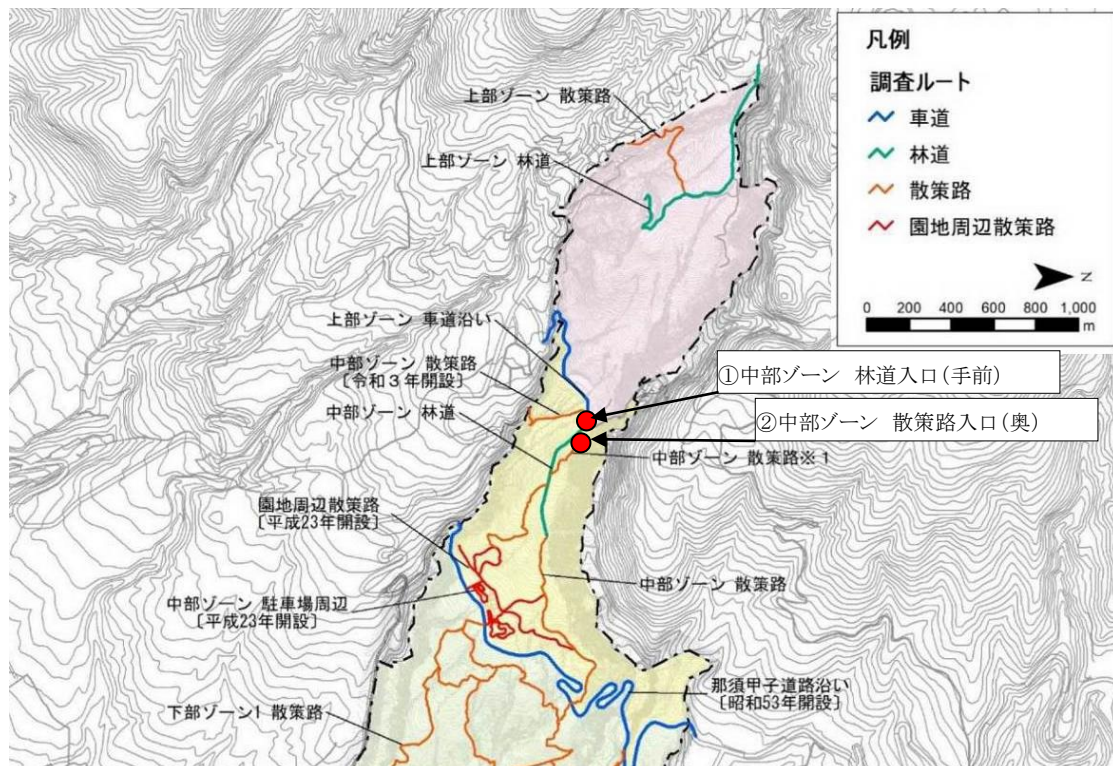 凡例
調査ルート
車道
林道
散策路
園地周辺散策路
N
0 200 400 600 800 1,000
m
上部ゾーン 散策路
上部ゾーン 林道
上部ゾーン 車道沿い
中部ゾーン 散策路
〔令和3年開設〕
中部ゾーン 林道
①中部ゾーン 林道入口(手前)
②中部ゾーン 散策路入口(奥)
中部ゾーン 散策路※1
園地周辺散策路
〔平成23年開設〕
中部ゾーン 散策路
中部ゾーン 駐車場周辺
〔平成23年開設〕
那須甲子道路沿い
〔昭和53年開設〕
下部ゾーンI 散策路